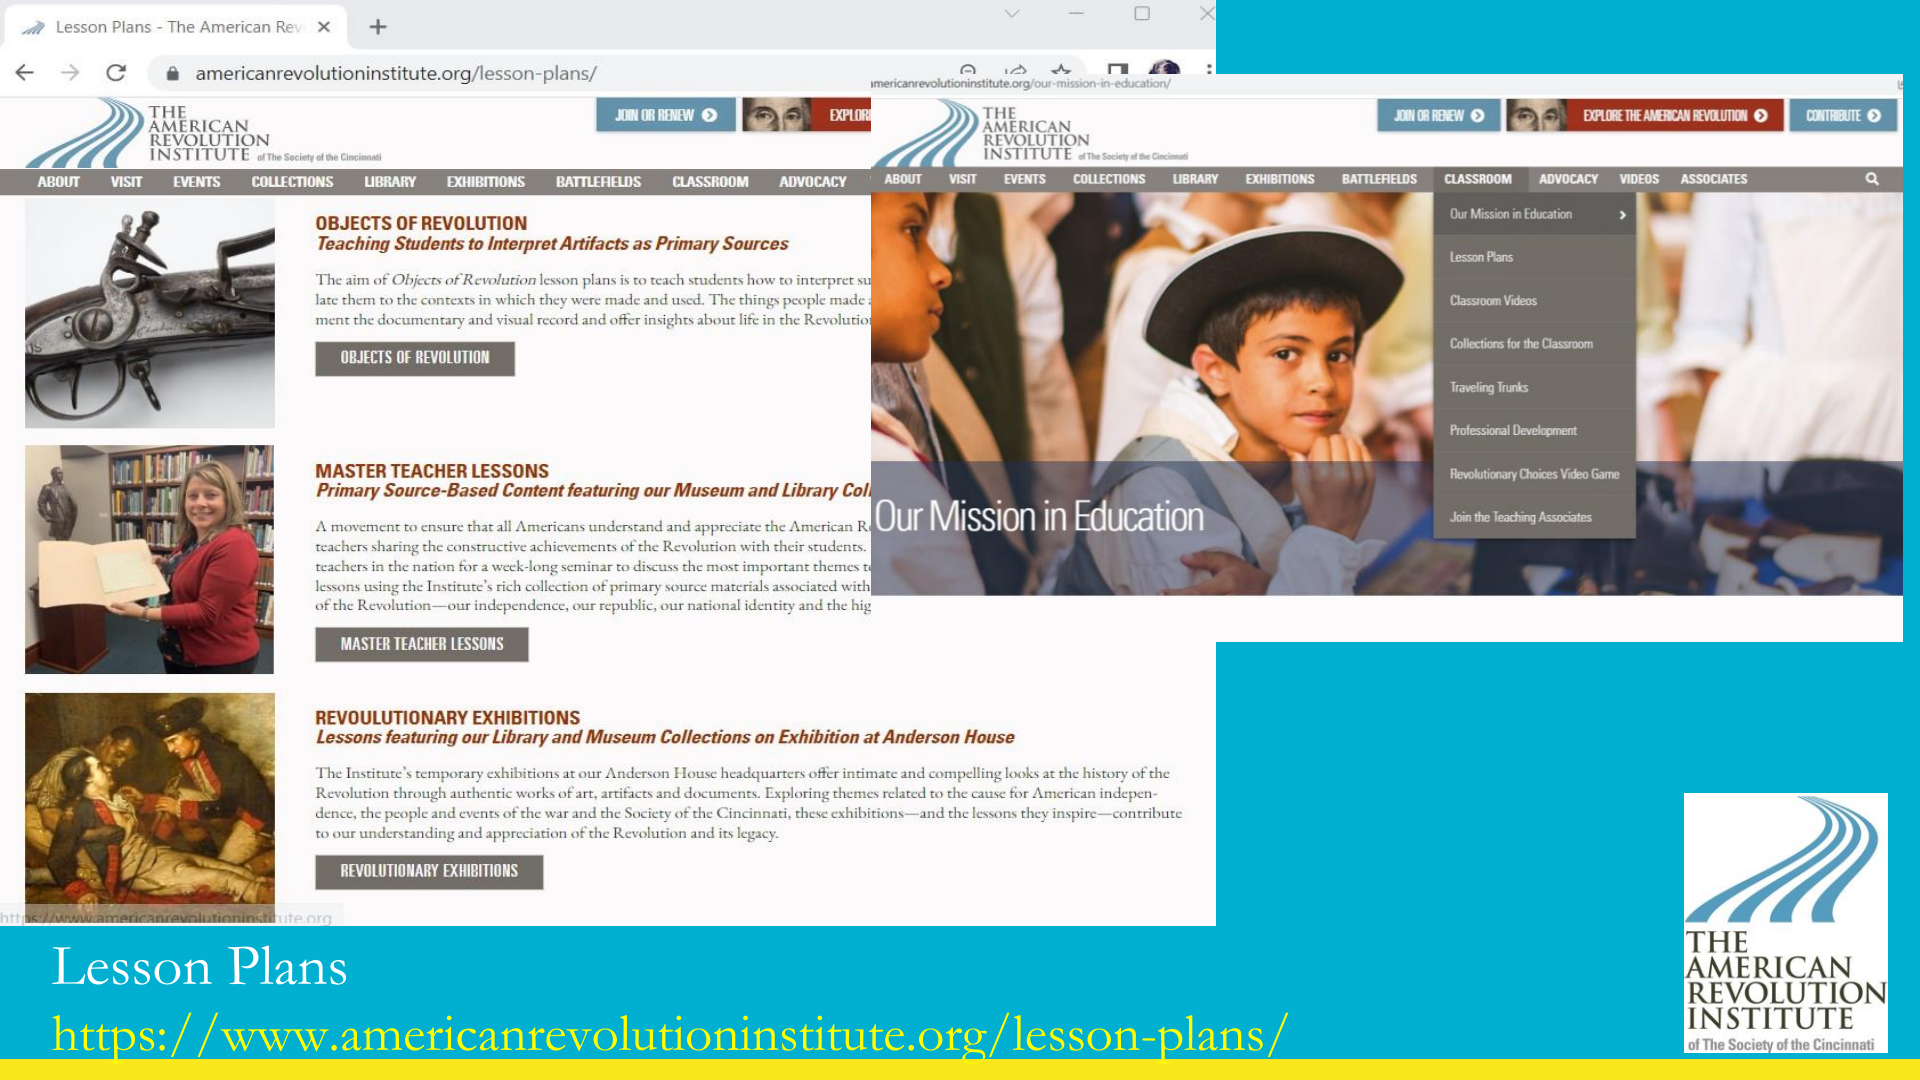 Lesson Plans - The American Rev
americanrevolutioninstitute.org/lesson-plans/
THE
AMERICAN
REVOLUTION
INSTITUTE of The Society of the Cincinnati
JOIN OR RENEW
EXPLOR
ABOUT VISIT EVENTS COLLECTIONS LIBRARY EXHIBITIONS BATTLEFIELDS CLASSROOM ADVOCACY
OBJECTS OF REVOLUTION
Teaching Students to Interpret Artifacts as Primary Sources
The aim of Objects of Revolution lesson plans is to teach students how to interpret su
late them to the contexts in which they were made and used. The things people made a
ment the documentary and visual record and offer insights about life in the Revolutio
OBJECTS OF REVOLUTION
MASTER TEACHER LESSONS
Primary Source-Based Content featuring our Museum and Library Coll
A movement to ensure that all Americans understand and appreciate the American R
teachers sharing the constructive achievements of the Revolution with their students.
teachers in the nation for a week-long seminar to discuss the most important themes t
lessons using the Institute's rich collection of primary source materials associated with
of the Revolution—our independence, our republic, our national identity and the hig
MASTER TEACHER LESSONS
REVOULUTIONARY EXHIBITIONS
Lessons featuring our Library and Museum Collections on Exhibition at Anderson House
The Institute's temporary exhibitions at our Anderson House headquarters offer intimate and compelling looks at the history of the
Revolution through authentic works of art, artifacts and documents. Exploring themes related to the cause for American indepen-
dence, the people and events of the war and the Society of the Cincinnati, these exhibitions—and the lessons they inspire—contribute
to our understanding and appreciation of the Revolution and its legacy.
REVOLUTIONARY EXHIBITIONS
https://www.americanrevolutioninstitute.org
mericanrevolutioninstitute.org/our-mission-in-education/
THE
AMERICAN
REVOLUTION
INSTITUTE of The Society of the Cincinnati
JOIN OR RENEW
EXPLORE THE AMERICAN REVOLUTION
CONTRIBUTE
ABOUT VISIT EVENTS COLLECTIONS LIBRARY EXHIBITIONS BATTLEFIELDS CLASSROOM ADVOCACY VIDEOS ASSOCIATES
Our Mission in Education
Lesson Plans
Classroom Videos
Collections for the Classroom
Traveling Trunks
Professional Development
Revolutionary Choices Video Game
Join the Teaching Associates
Our Mission in Education
Lesson Plans
https://www.americanrevolutioninstitute.org/lesson-plans/
THE
AMERICAN
REVOLUTION
INSTITUTE
of The Society of the Cincinnati